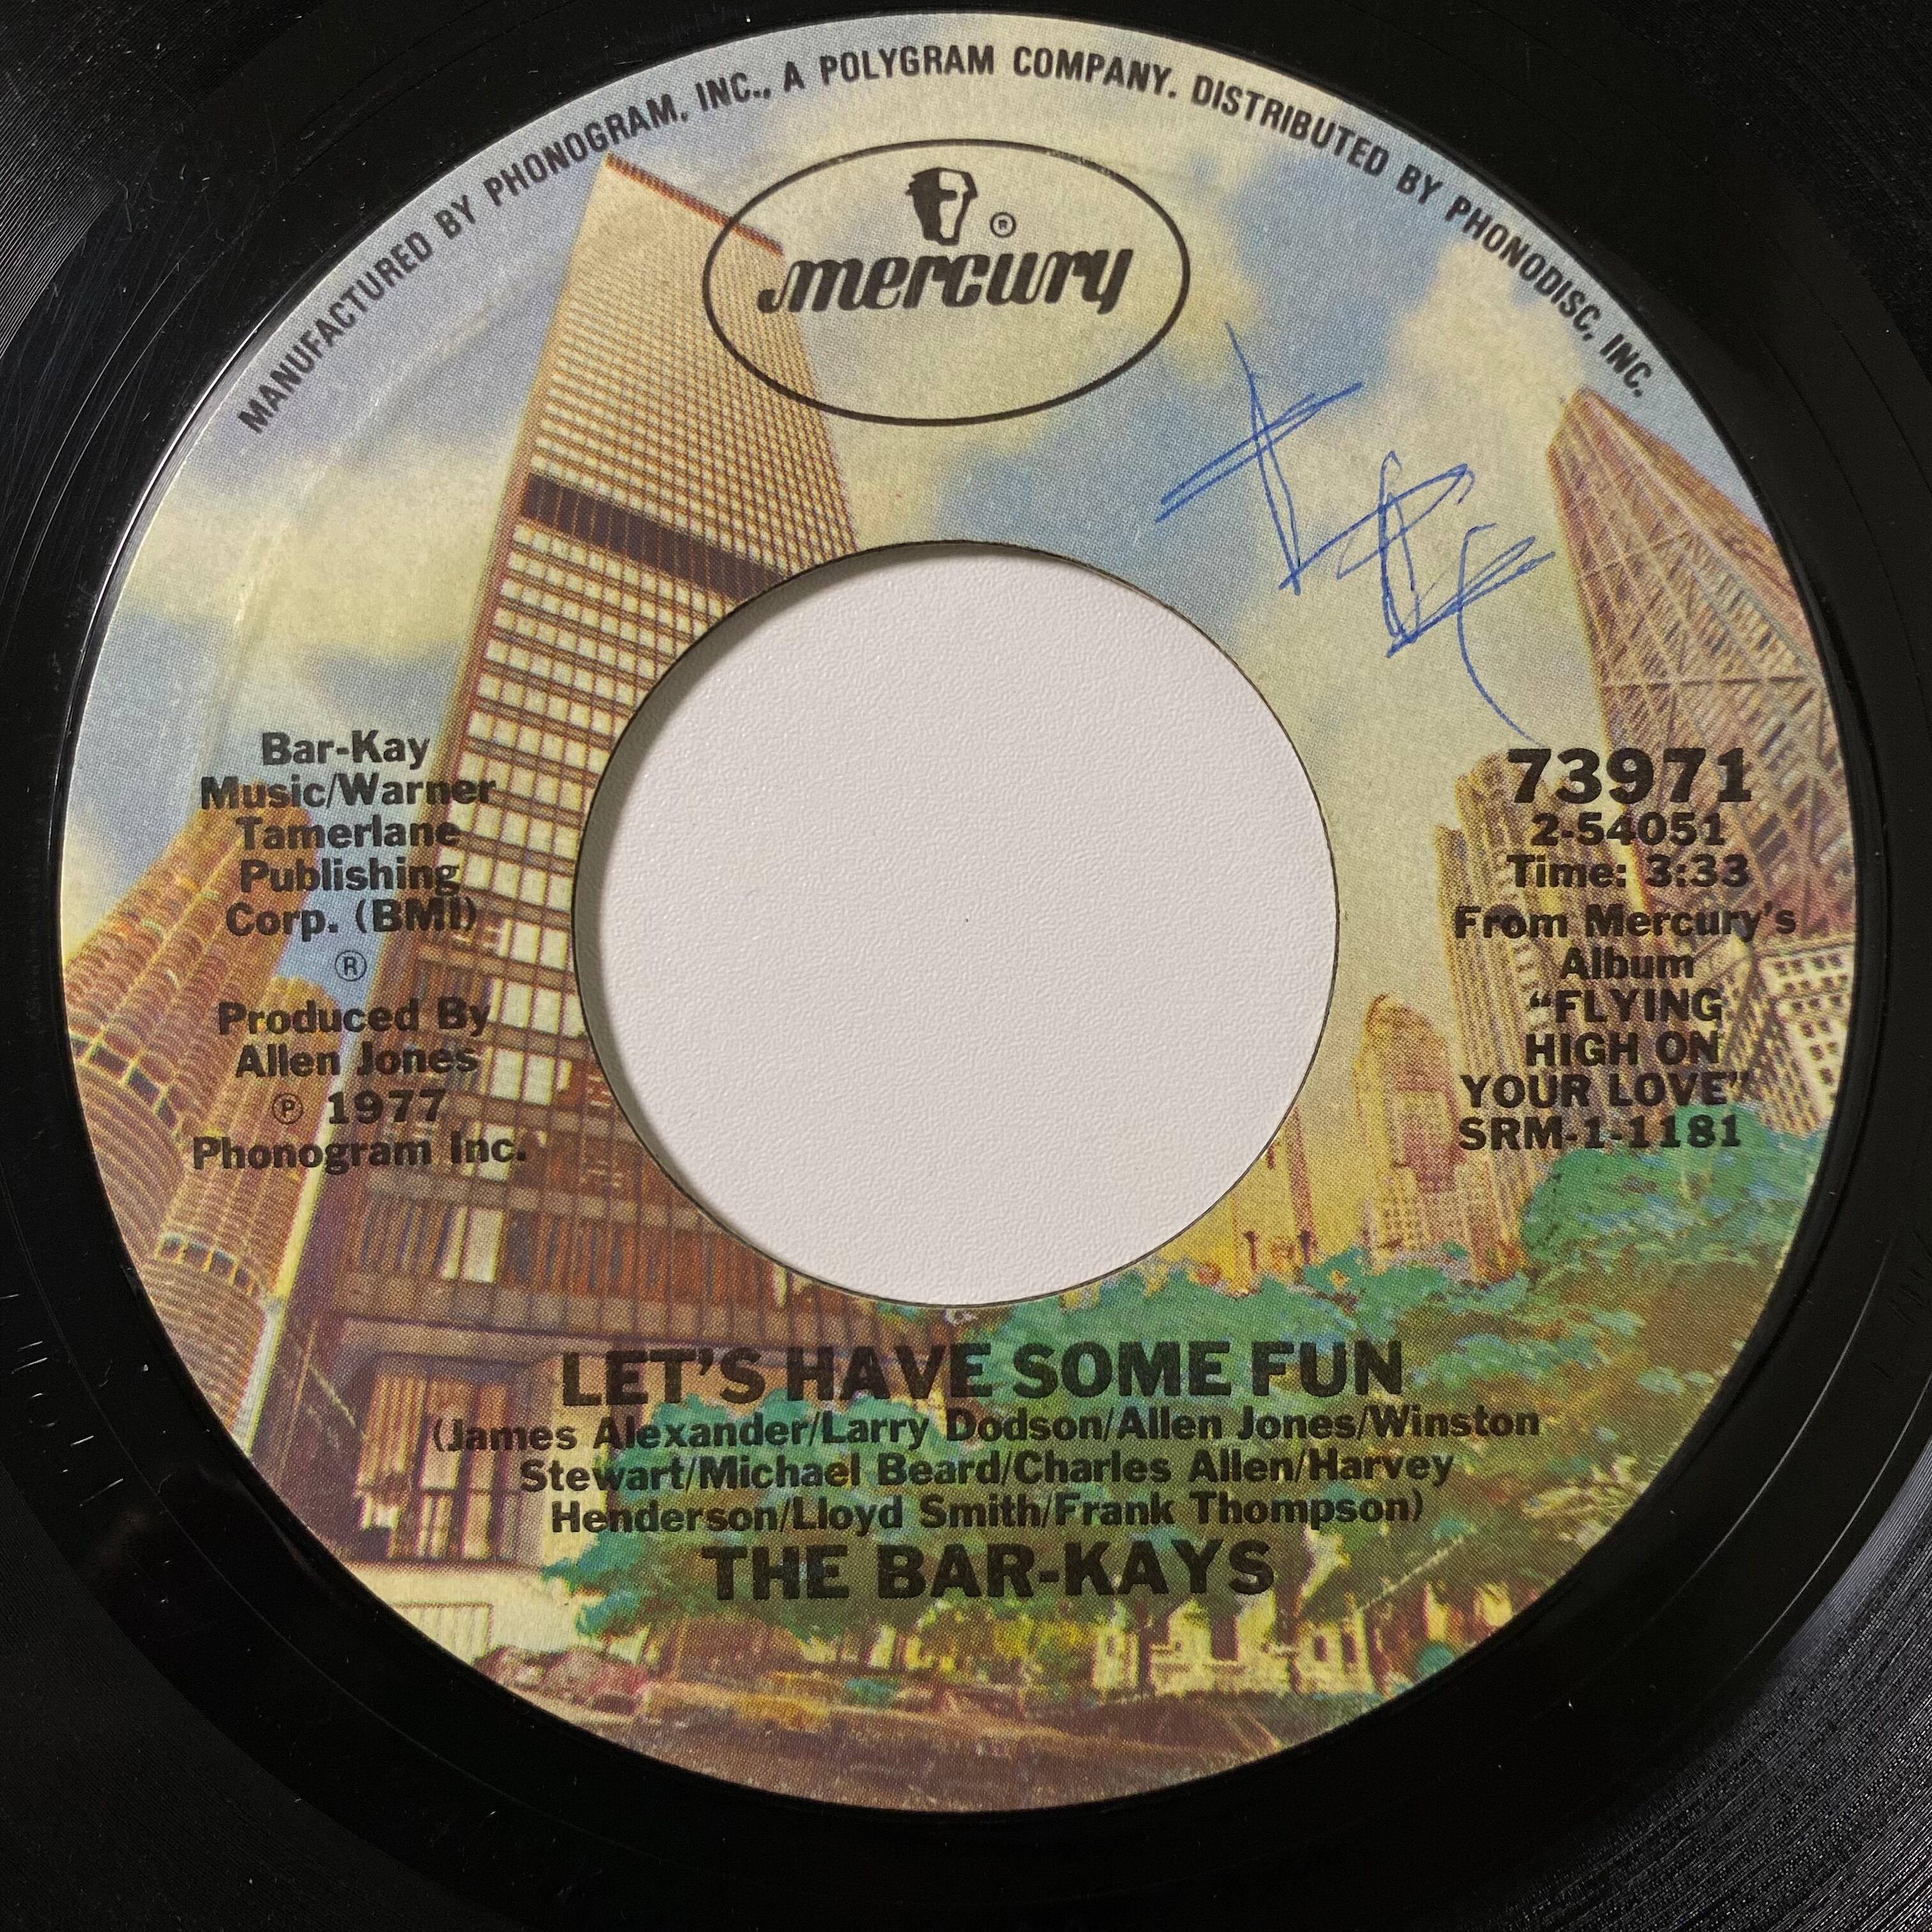 MANUFACTURED BY PHONOGRAM, INC., A POLYGRAM COMPANY. DISTRIBUTED BY PHONODISC, INC.
®
mercury
Bar-Kay
Music/Warner
Tamerlane
Publishing
Corp. (BMI)
®
Produced By
Allen Jones
℗ 1977
Phonogram Inc.
73971
2-54051
Time: 3:33
From Mercury's
Album
“FLYING
HIGH ON
YOUR LOVE”
SRM-1-1181
LET'S HAVE SOME FUN
(James Alexander/Larry Dodson/Allen Jones/Winston
Stewart/Michael Beard/Charles Allen/Harvey
Henderson/Lloyd Smith/Frank Thompson)
THE BAR-KAYS